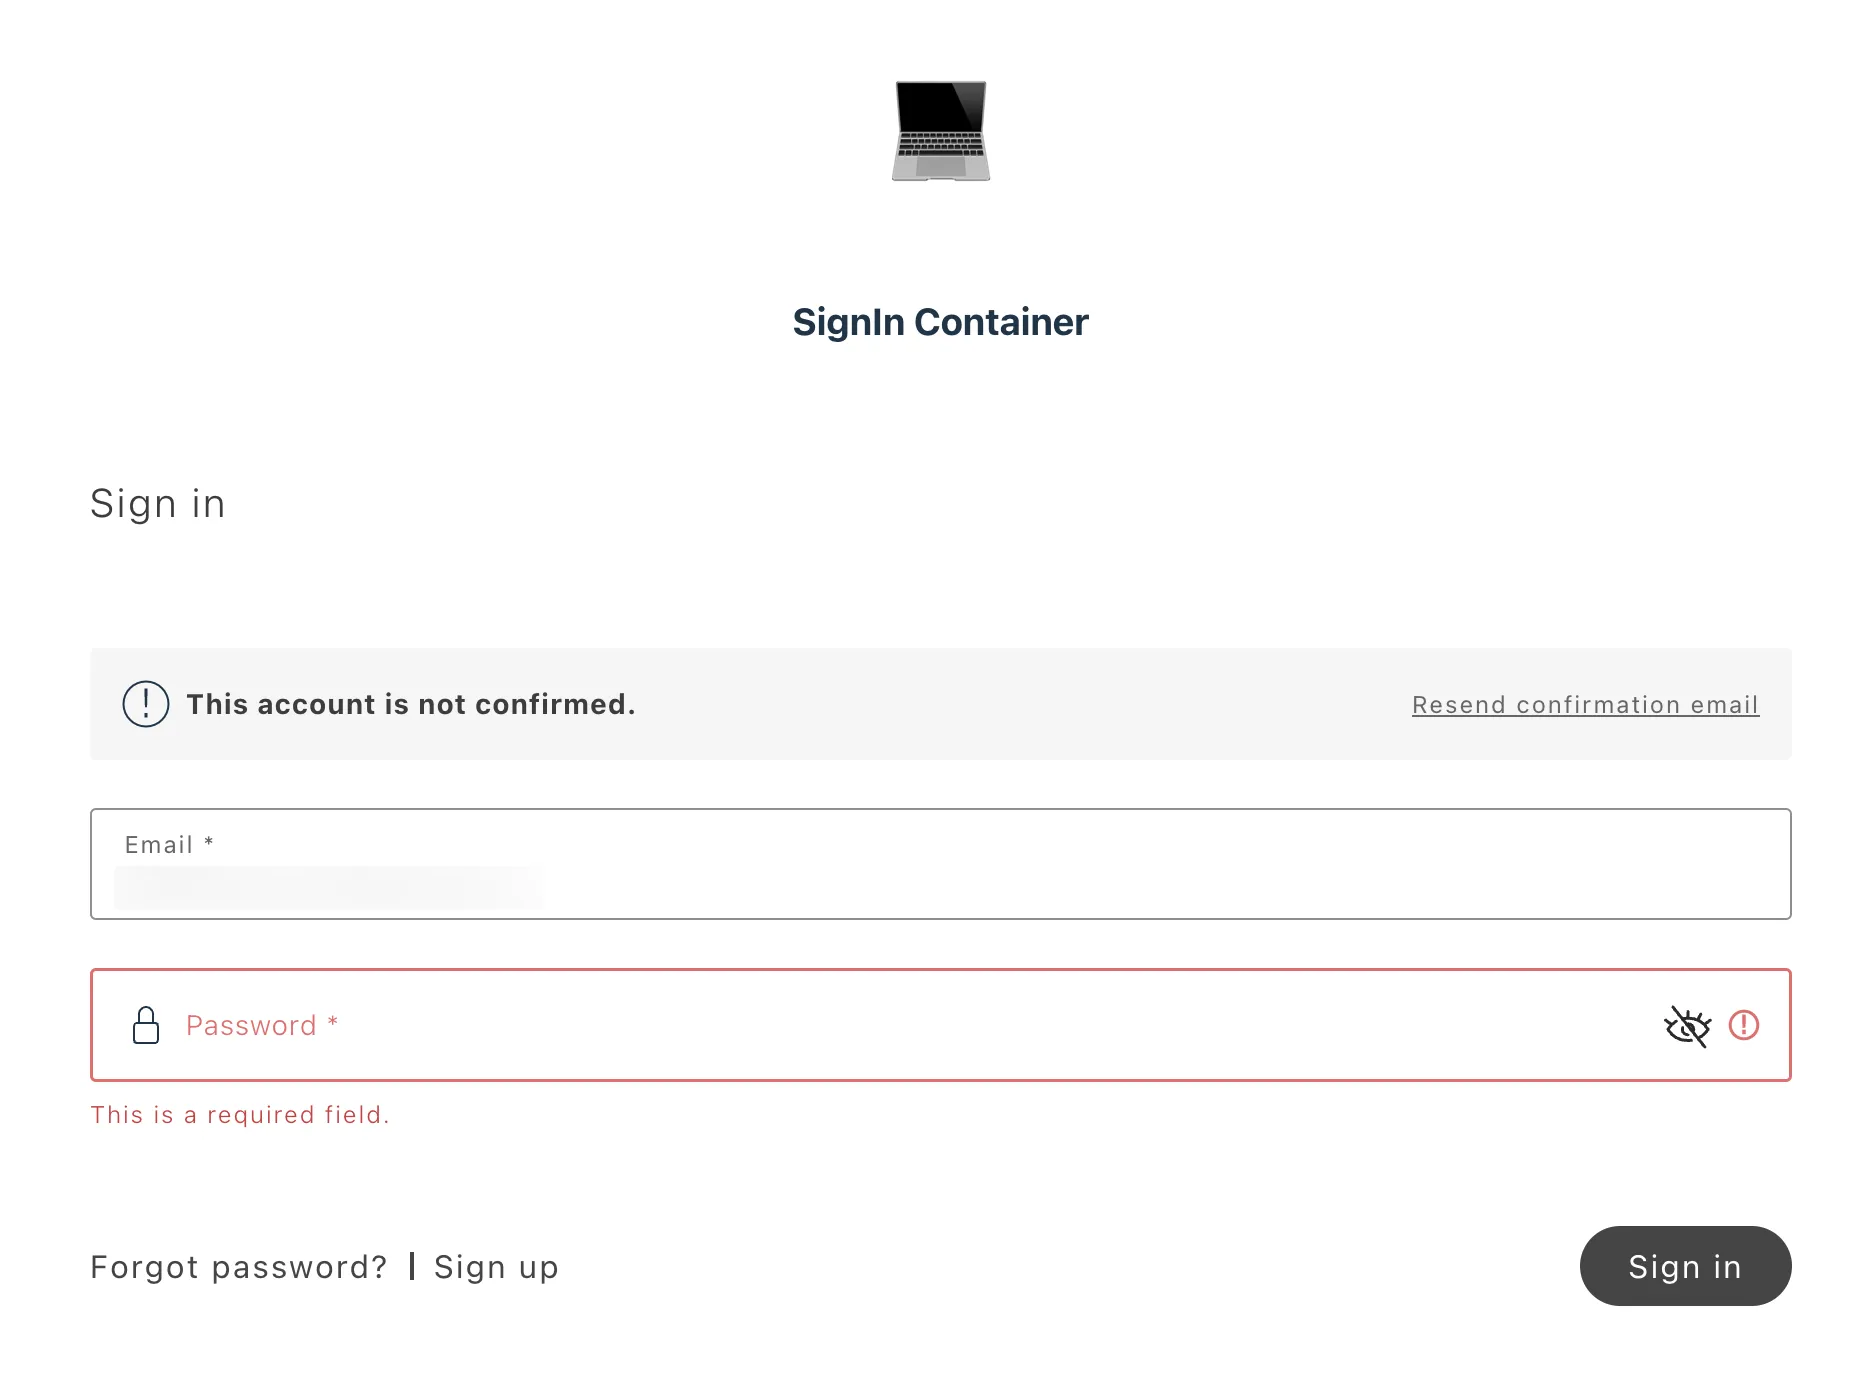 SignIn Container
Sign in
This account is not confirmed.
Resend confirmation email
Email *
Password *
This is a required field.
Forgot password? | Sign up
Sign in